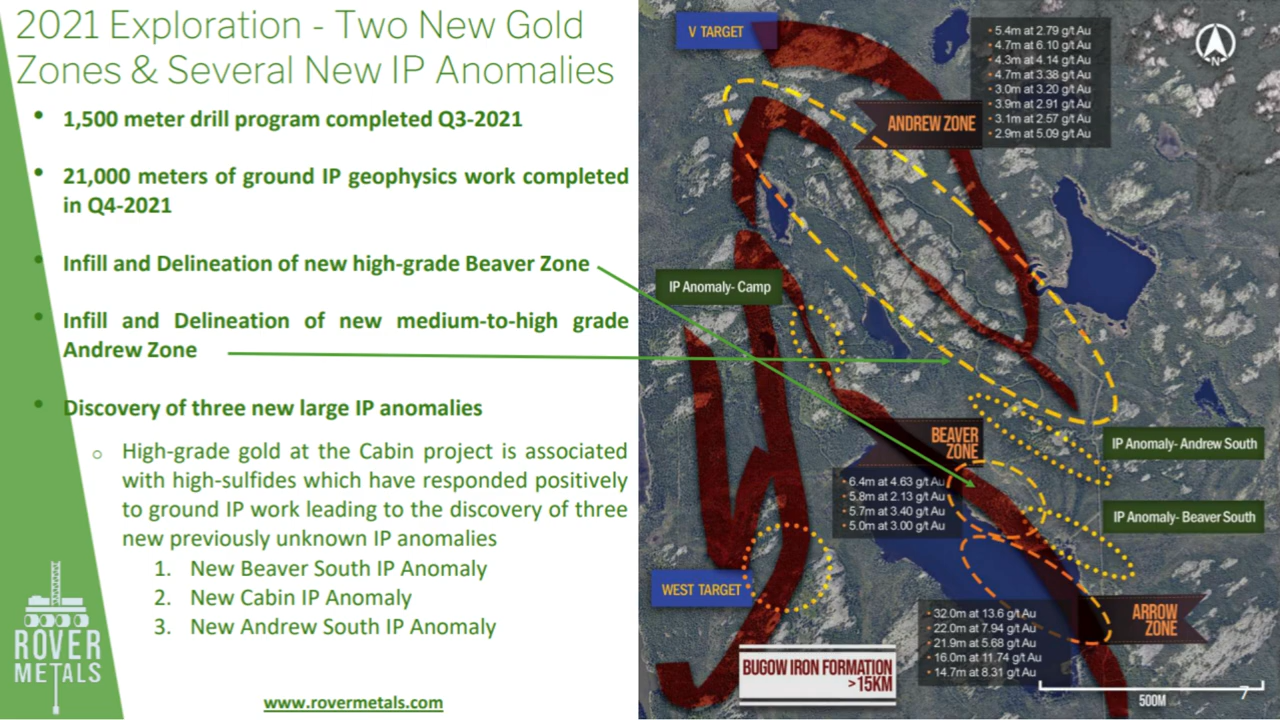 2021 Exploration - Two New Gold
Zones & Several New IP Anomalies
• 1,500 meter drill program completed Q3-2021
• 21,000 meters of ground IP geophysics work completed
in Q4-2021
• Infill and Delineation of new high-grade Beaver Zone
• Infill and Delineation of new medium-to-high grade
Andrew Zone
• Discovery of three new large IP anomalies
o High-grade gold at the Cabin project is associated
with high-sulfides which have responded positively
to ground IP work leading to the discovery of three
new previously unknown IP anomalies
1. New Beaver South IP Anomaly
2. New Cabin IP Anomaly
3. New Andrew South IP Anomaly
ROVER
METALS
www.rovermetals.com
V TARGET
• 5.4m at 2.79 g/t Au
• 4.7m at 6.10 g/t Au
• 4.3m at 4.14 g/t Au
• 4.7m at 3.38 g/t Au
• 3.0m at 3.20 g/t Au
• 3.9m at 2.91 g/t Au
• 3.1m at 2.57 g/t Au
• 2.9m at 5.09 g/t Au
N
ANDREW ZONE
IP Anomaly- Camp
BEAVER
ZONE
• 6.4m at 4.63 g/t Au
• 5.8m at 2.13 g/t Au
• 5.7m at 3.40 g/t Au
• 5.0m at 3.00 g/t Au
IP Anomaly- Andrew South
IP Anomaly- Beaver South
WEST TARGET
• 32.0m at 13.6 g/t Au
• 22.0m at 7.94 g/t Au
• 21.9m at 5.68 g/t Au
• 16.0m at 11.74 g/t Au
• 14.7m at 8.31 g/t Au
ARROW
ZONE
BUGOW IRON FORMATION
>15KM
500M
7